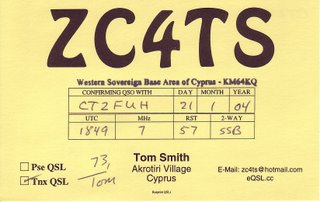 ZC4TS
Western Sovereign Base Area of Cyprus - KM64KQ
CONFIRMING QSO WITH DAY MONTH YEAR
CT2FUH 21 1 04
UTC MHz RST 2-WAY
1849 7 57 SSB
Pse QSL
Tnx QSL
73,
Tom
Tom Smith
Akrotiri Village
Cyprus
E-Mail: zc4ts@hotmail.com
eQSL.cc